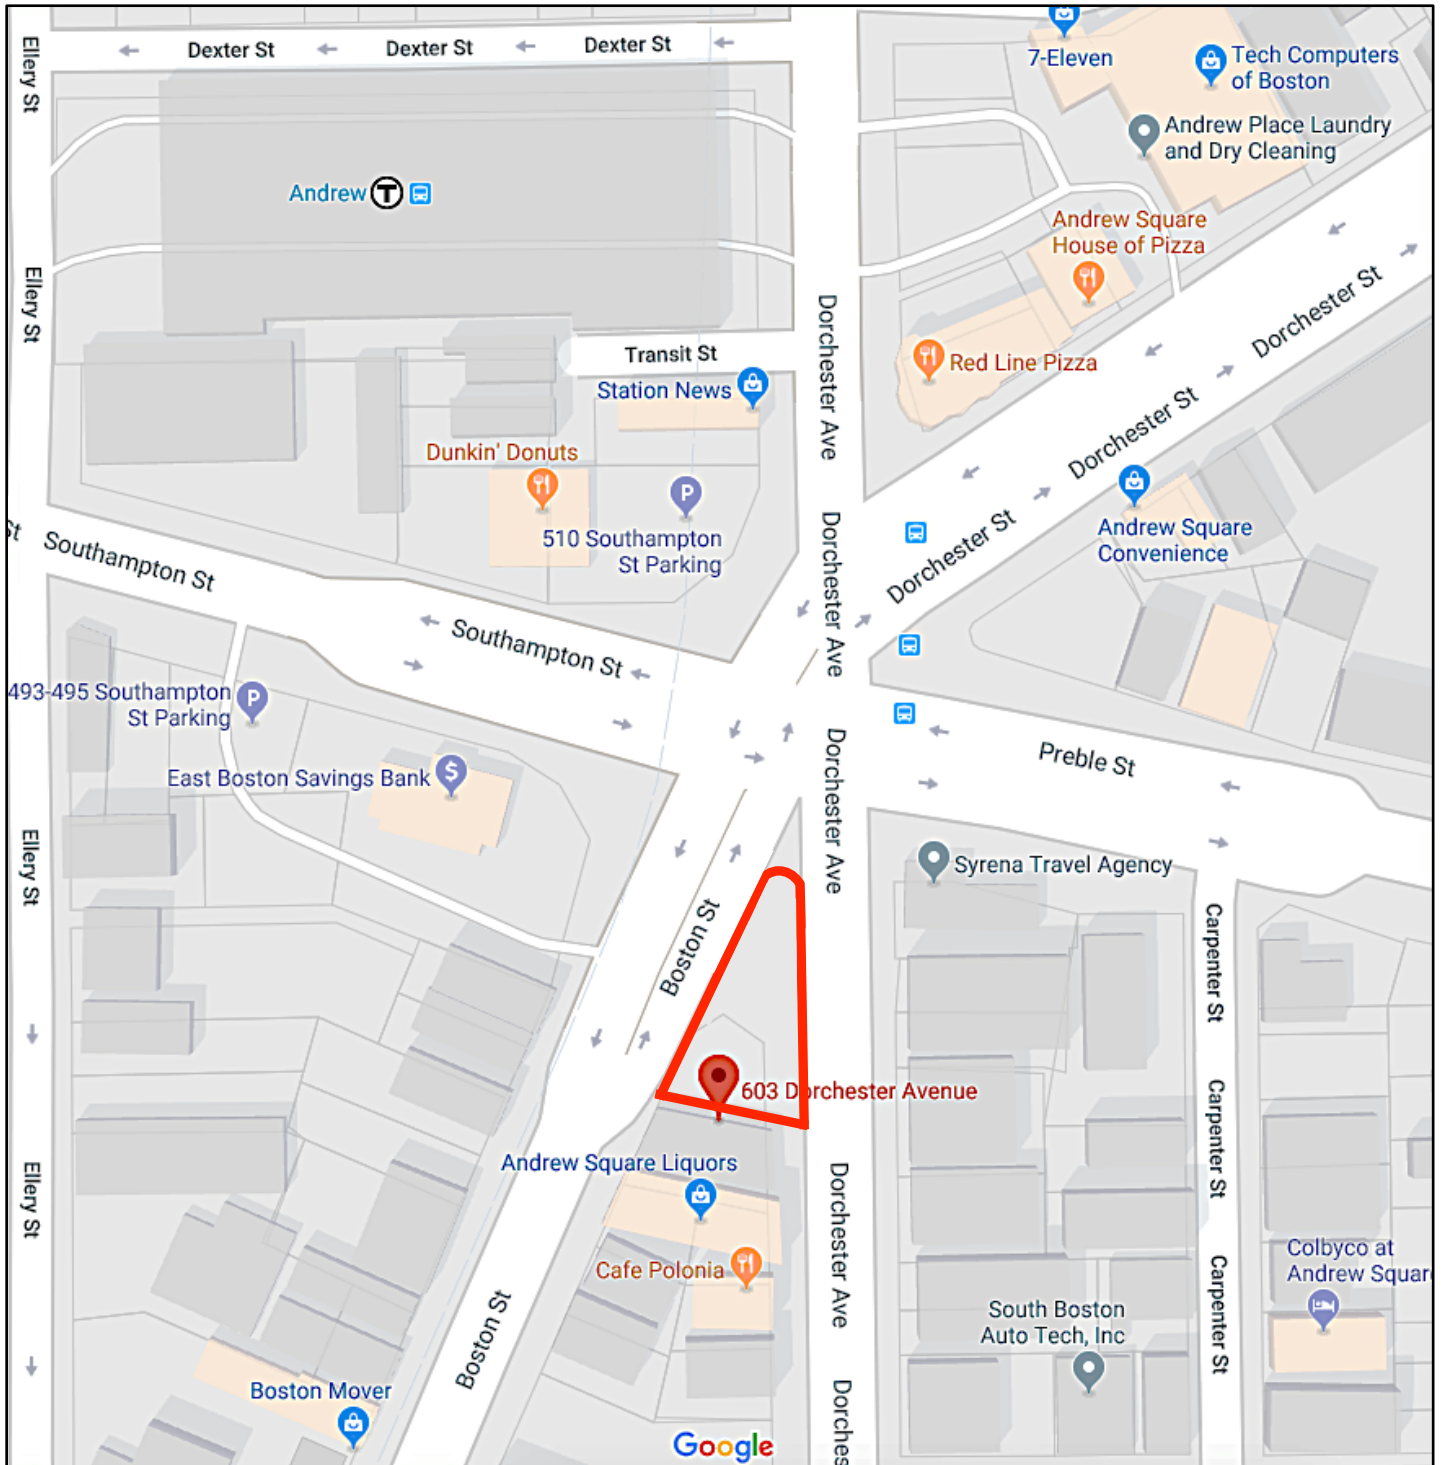 Dexter St
Dexter St
Dexter St
Ellery St
7-Eleven
Tech Computers
of Boston
Andrew Place Laundry
and Dry Cleaning
Andrew
T
Andrew Square
House of Pizza
Ellery St
Dorchester St
Dorchester Ave
Transit St
Red Line Pizza
Station News
Dorchester St
Dunkin' Donuts
P
510 Southampton
St Parking
Andrew Square
Convenience
Dorchester St
Dorchester Ave
St
Southampton St
Southampton St
493-495 Southampton
St Parking
P
East Boston Savings Bank
$
Dorchester Ave
Preble St
Ellery St
Syrena Travel Agency
Boston St
Carpenter St
603 Dorchester Avenue
Carpenter St
Andrew Square Liquors
Ellery St
Dorchester Ave
Cafe Polonia
Colbyco at
Andrew Squar
Carpenter St
South Boston
Auto Tech, Inc
Boston St
Boston Mover
Dorches
Google